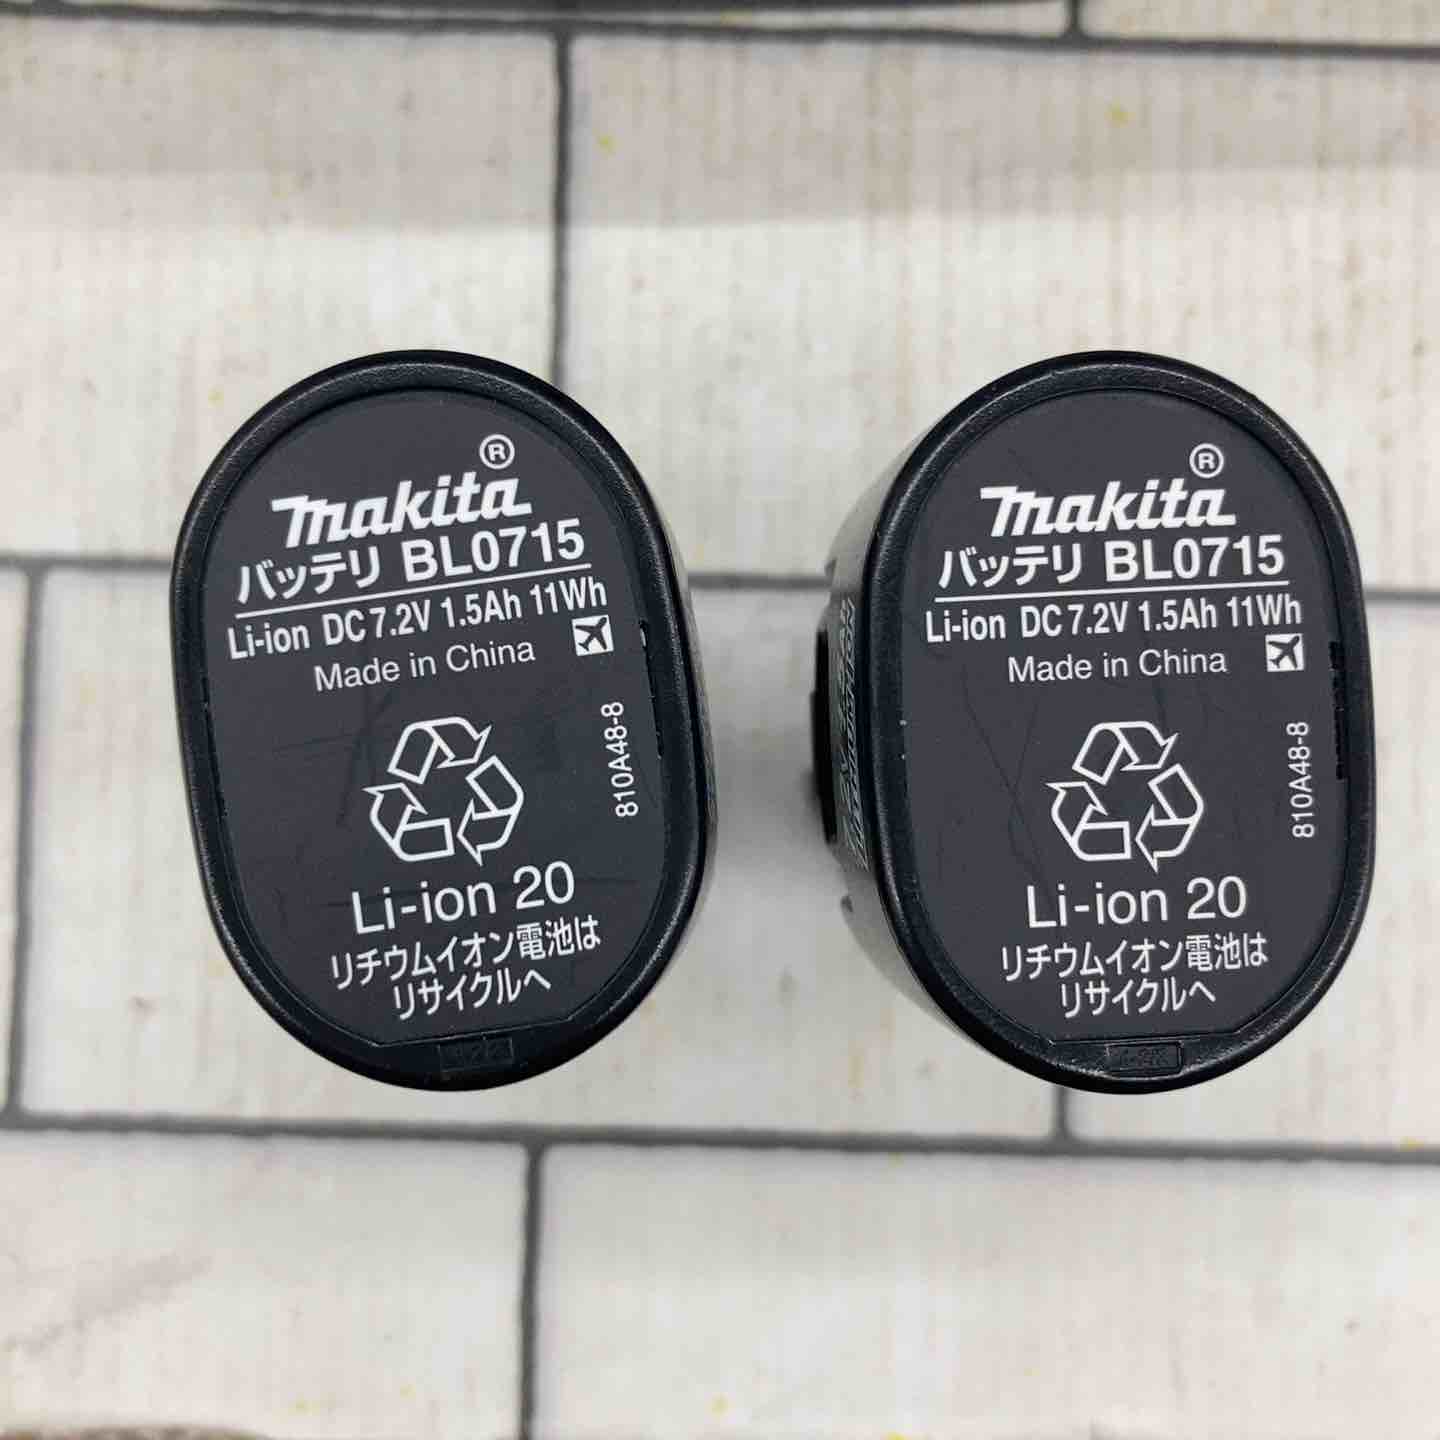 makita®
バッテリ BL0715
Li-ion DC 7.2V 1.5Ah 11Wh
Made in China
810A48-8
Li-ion 20
リチウムイオン電池は
リサイクルへ
makita®
バッテリ BL0715
Li-ion DC 7.2V 1.5Ah 11Wh
Made in China
810A48-8
Li-ion 20
リチウムイオン電池は
リサイクルへ